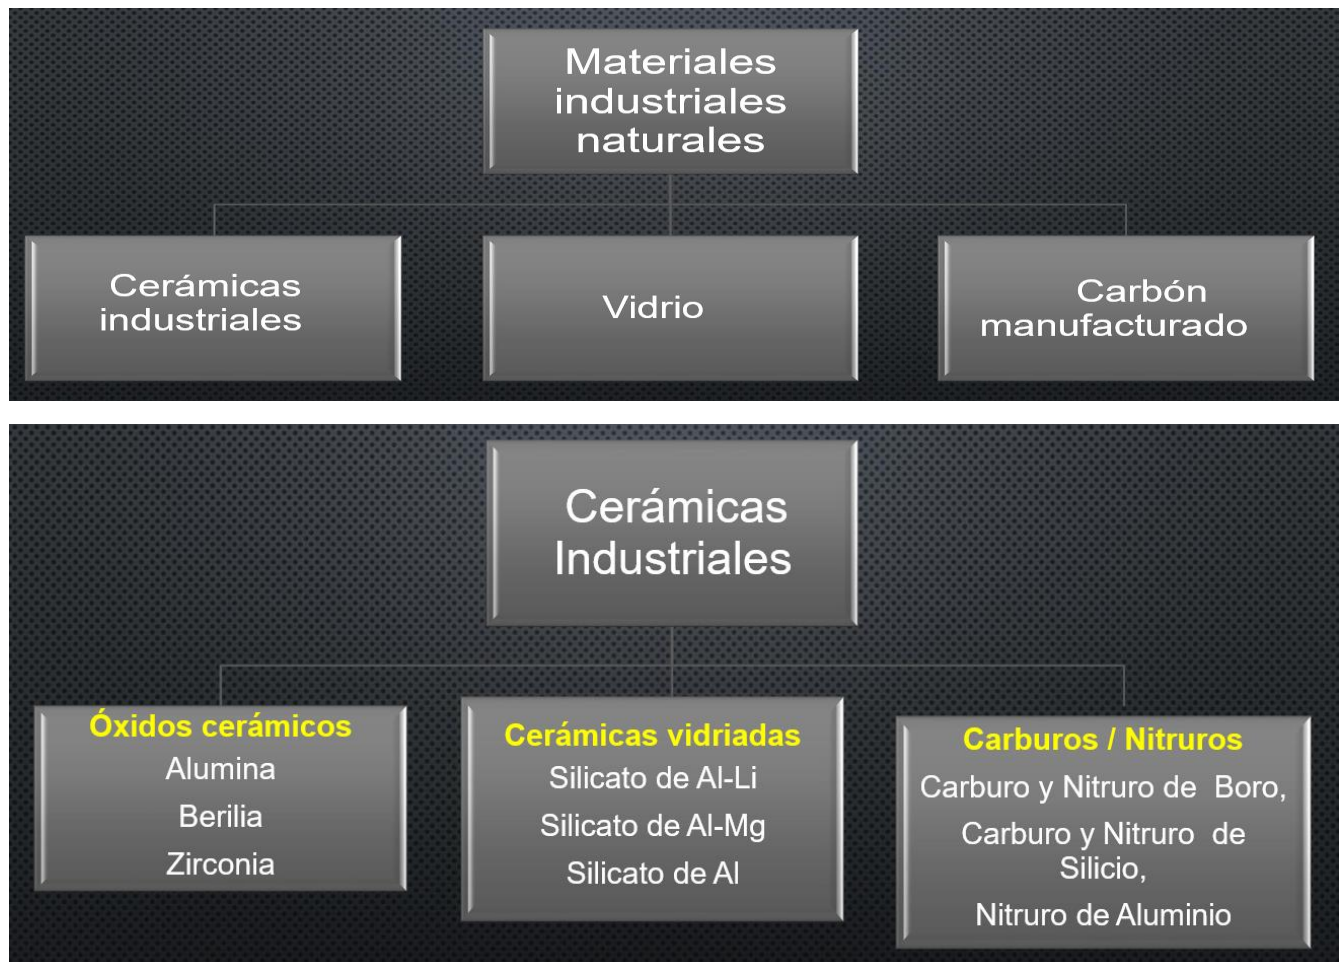 Materiales
industriales
naturales
Cerámicas
industriales
Vidrio
Carbón
manufacturado
Cerámicas
Industriales
Óxidos cerámicos
Alumina
Berilia
Zirconia
Cerámicas vidriadas
Silicato de Al-Li
Silicato de Al-Mg
Silicato de Al
Carburos / Nitruros
Carburo y Nitruro de Boro,
Carburo y Nitruro de
Silicio,
Nitruro de Aluminio